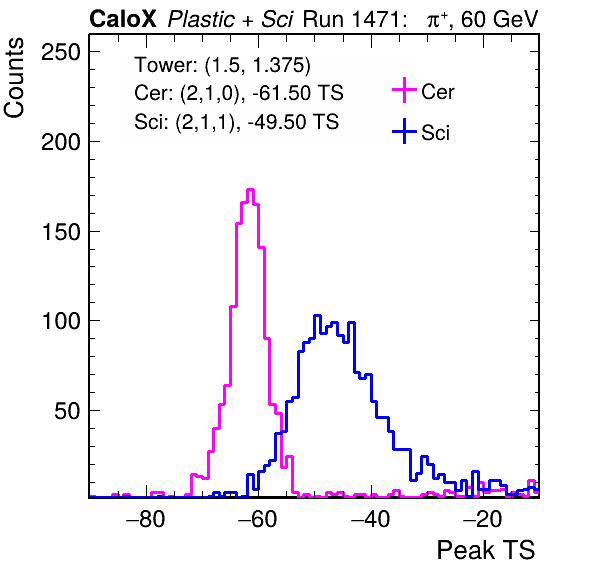 CaloX Plastic + Sci Run 1471: π⁺, 60 GeV
Counts
250
200
150
100
50
Tower: (1.5, 1.375)
Cer: (2,1,0), -61.50 TS
Sci: (2,1,1), -49.50 TS
Cer
Sci
−80 −60 −40 −20
Peak TS